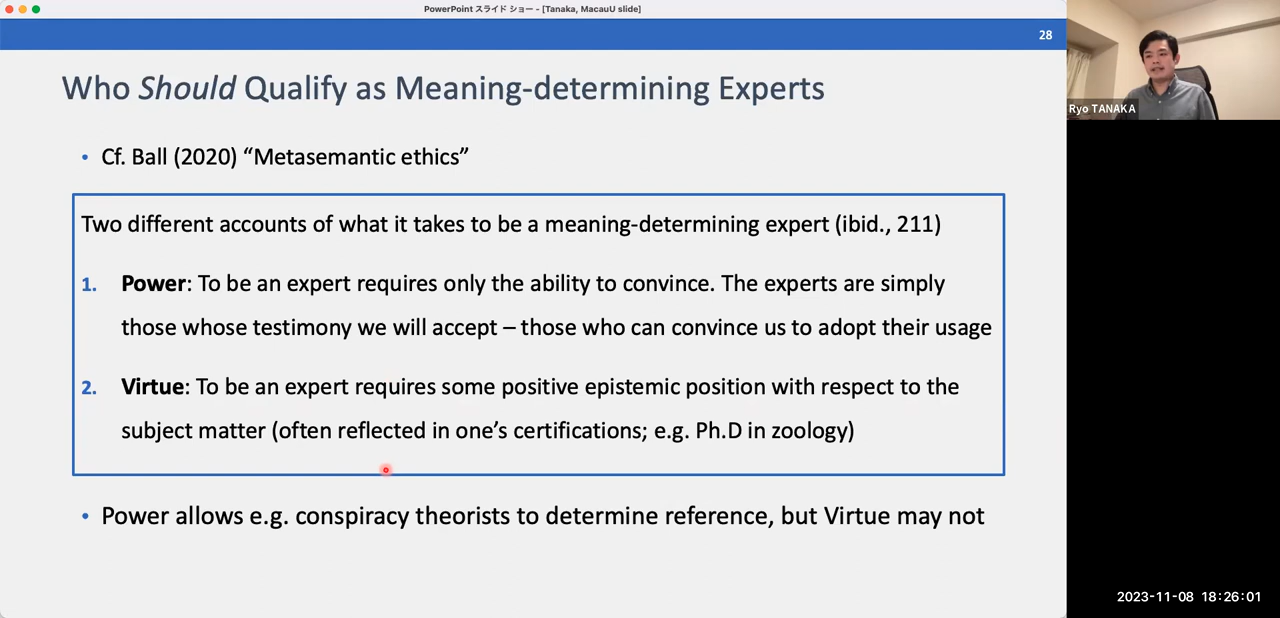 PowerPoint スライド ショー - [Tanaka, MacauU slide]
28
Who Should Qualify as Meaning-determining Experts
Ryo TANAKA
• Cf. Ball (2020) “Metasemantic ethics”
Two different accounts of what it takes to be a meaning-determining expert (ibid., 211)
1. Power: To be an expert requires only the ability to convince. The experts are simply
those whose testimony we will accept – those who can convince us to adopt their usage
2. Virtue: To be an expert requires some positive epistemic position with respect to the
subject matter (often reflected in one’s certifications; e.g. Ph.D in zoology)
• Power allows e.g. conspiracy theorists to determine reference, but Virtue may not
2023-11-08 18:26:01